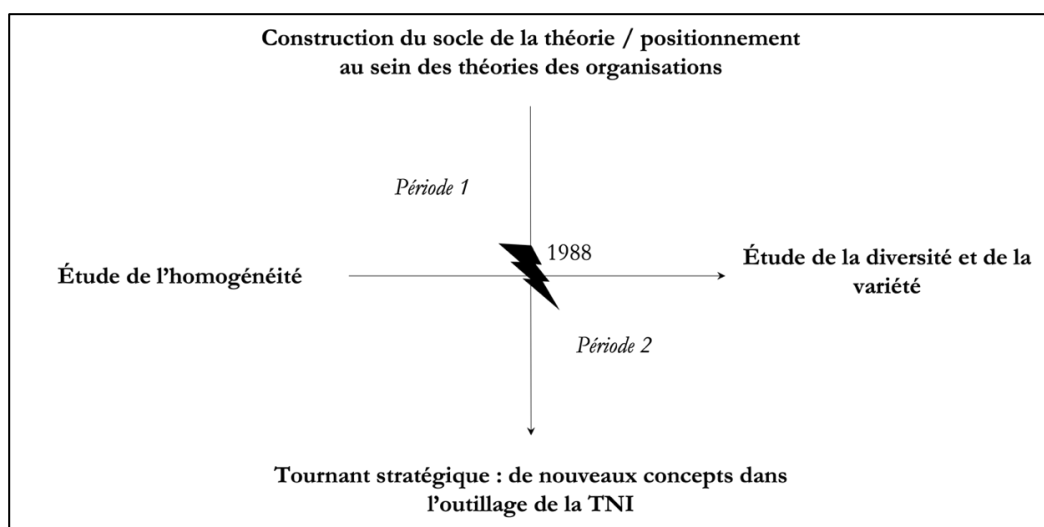 Construction du socle de la théorie / positionnement
au sein des théories des organisations
Période 1
1988
Étude de l’homogénéité
Étude de la diversité et de la
variété
Période 2
Tournant stratégique : de nouveaux concepts dans
l’outillage de la TNI